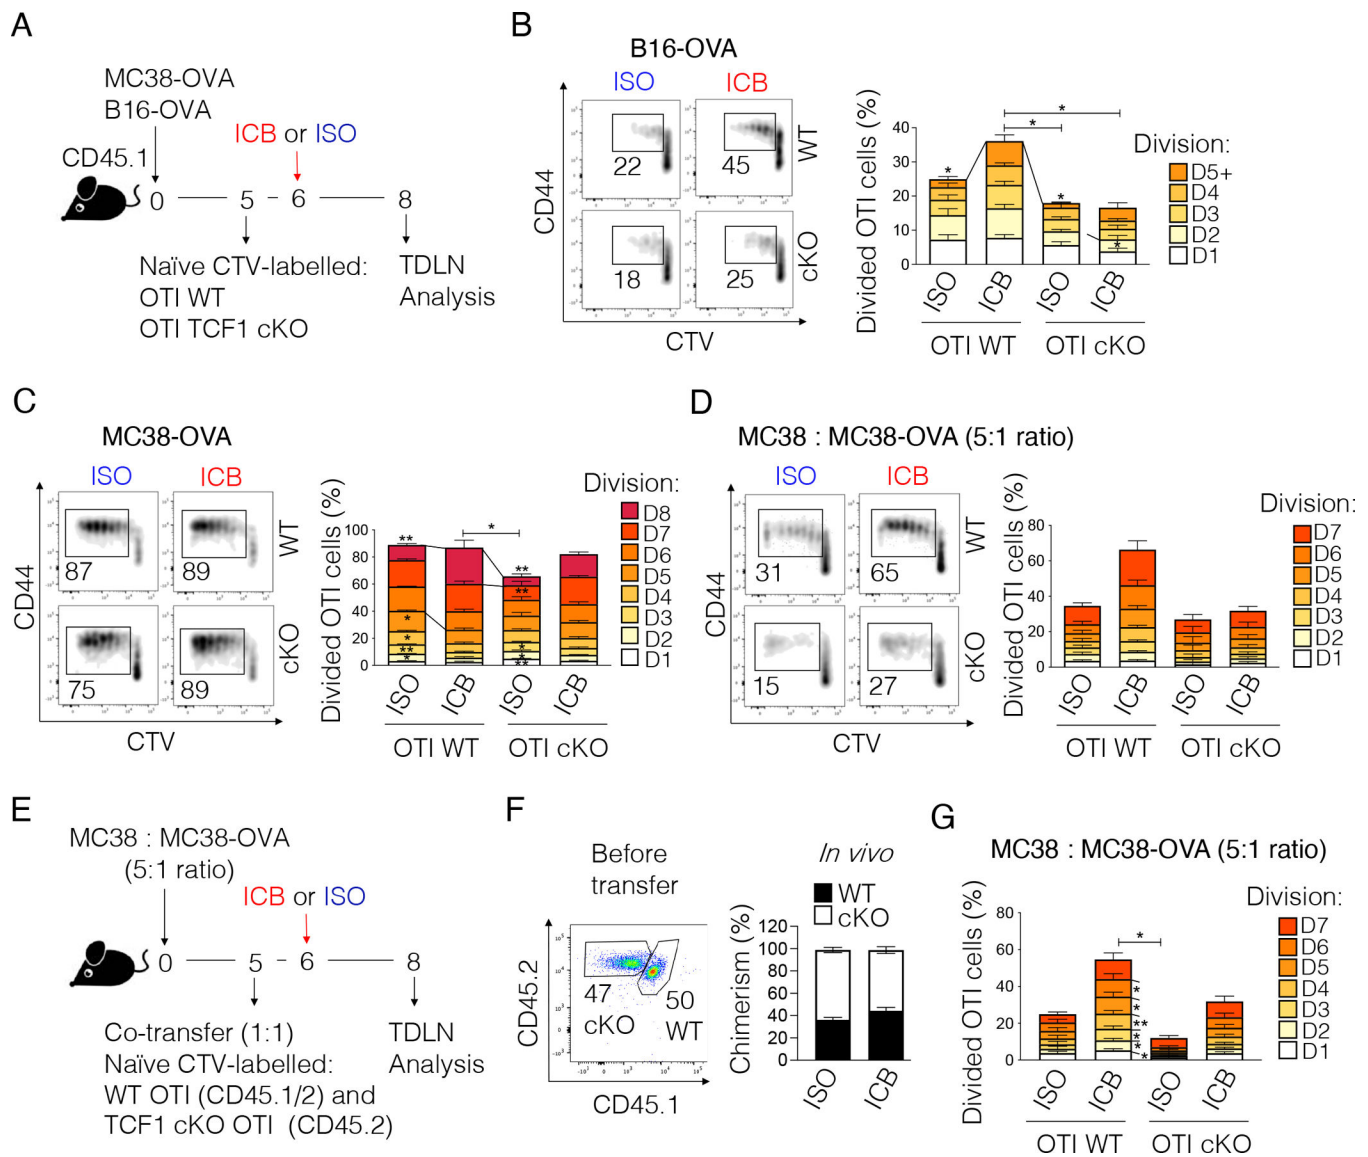 A
MC38-OVA
B16-OVA
ICB or ISO
CD45.1
0
5
6
8
Naïve CTV-labelled:
OTI WT
OTI TCF1 cKO
TDLN
Analysis
B
B16-OVA
ISO
ICB
WT
cKO
22
45
18
25
CD44
CTV
Divided OTI cells (%)
40
30
20
10
0
*
*
*
*
*
ISO
ICB
ISO
ICB
OTI WT
OTI cKO
Division:
D5+
D4
D3
D2
D1
C
MC38-OVA
ISO
ICB
WT
cKO
87
89
75
89
CD44
CTV
Divided OTI cells (%)
100
80
60
40
20
0
**
*
**
**
*
*
**
*
*
*
**
ISO
ICB
ISO
ICB
OTI WT
OTI cKO
Division:
D8
D7
D6
D5
D4
D3
D2
D1
D
MC38 : MC38-OVA (5:1 ratio)
ISO
ICB
WT
cKO
31
65
15
27
CD44
CTV
Divided OTI cells (%)
80
60
40
20
0
ISO
ICB
ISO
ICB
OTI WT
OTI cKO
Division:
D7
D6
D5
D4
D3
D2
D1
E
MC38 : MC38-OVA
(5:1 ratio)
ICB or ISO
0
5
6
8
Co-transfer (1:1)
Naïve CTV-labelled:
WT OTI (CD45.1/2) and
TCF1 cKO OTI (CD45.2)
TDLN
Analysis
F
Before
transfer
47
cKO
50
WT
CD45.2
CD45.1
In vivo
WT
cKO
Chimerism (%)
120
100
80
60
40
20
0
ISO
ICB
G
MC38 : MC38-OVA (5:1 ratio)
Divided OTI cells (%)
80
60
40
20
0
*
*
*
**
**
*
ISO
ICB
ISO
ICB
OTI WT
OTI cKO
Division:
D7
D6
D5
D4
D3
D2
D1